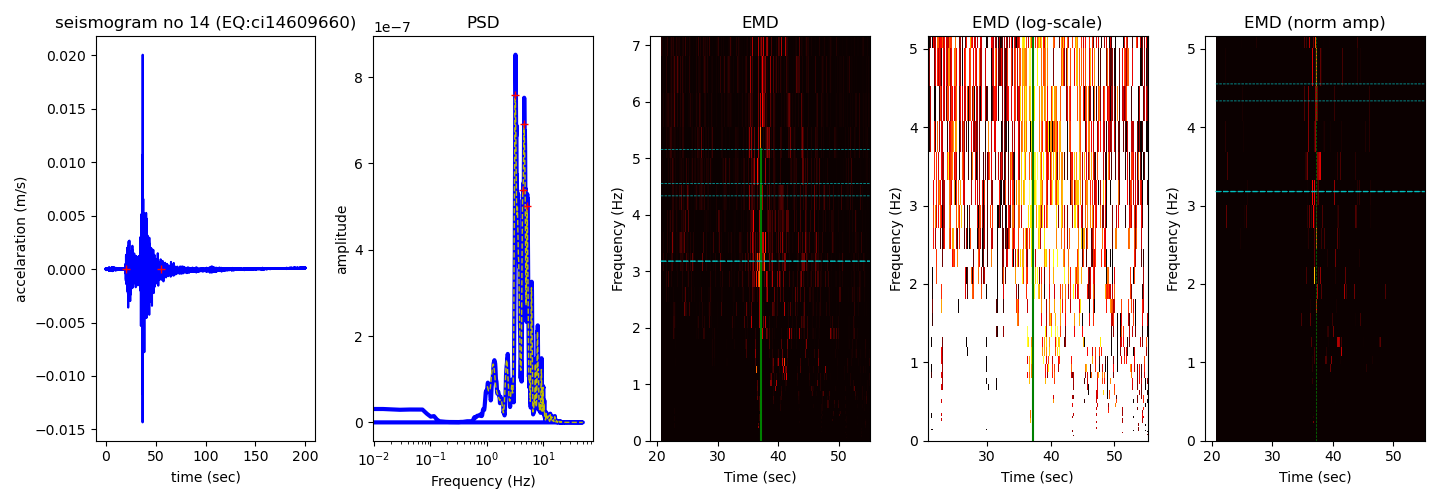 seismogram no 14 (EQ:ci14609660)
accelaration (m/s)
0.020
0.015
0.010
0.005
0.000
−0.005
−0.010
−0.015
0 50 100 150 200
time (sec)
PSD
1e−7
amplitude
8
6
4
2
0
10⁻² 10⁻¹ 10⁰ 10¹
Frequency (Hz)
EMD
Frequency (Hz)
7
6
5
4
3
2
1
0
20 30 40 50
Time (sec)
EMD (log-scale)
Frequency (Hz)
5
4
3
2
1
0
30 40 50
Time (sec)
EMD (norm amp)
Frequency (Hz)
5
4
3
2
1
0
20 30 40 50
Time (sec)